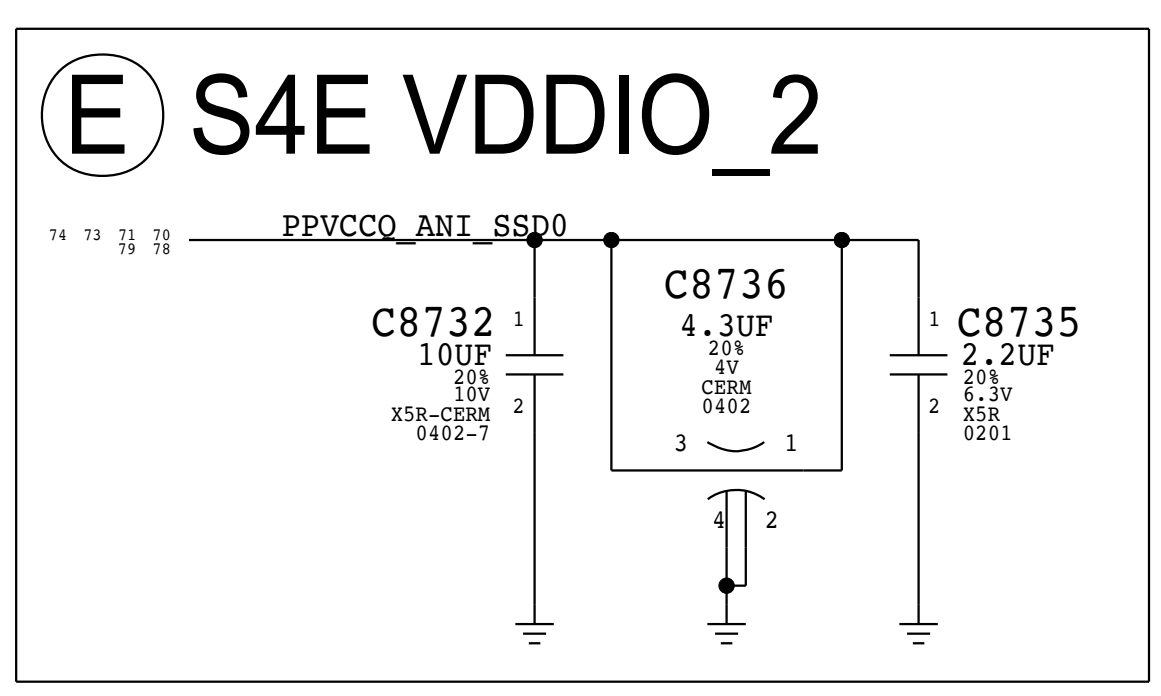 E S4E VDDIO_2
PPVCCQ_ANI_SSD0
74 73 71 70
79 78
C8732
10UF
20%
10V
X5R-CERM
0402-7
1
2
C8736
4.3UF
20%
4V
CERM
0402
3 1
4 2
1
2
C8735
2.2UF
20%
6.3V
X5R
0201